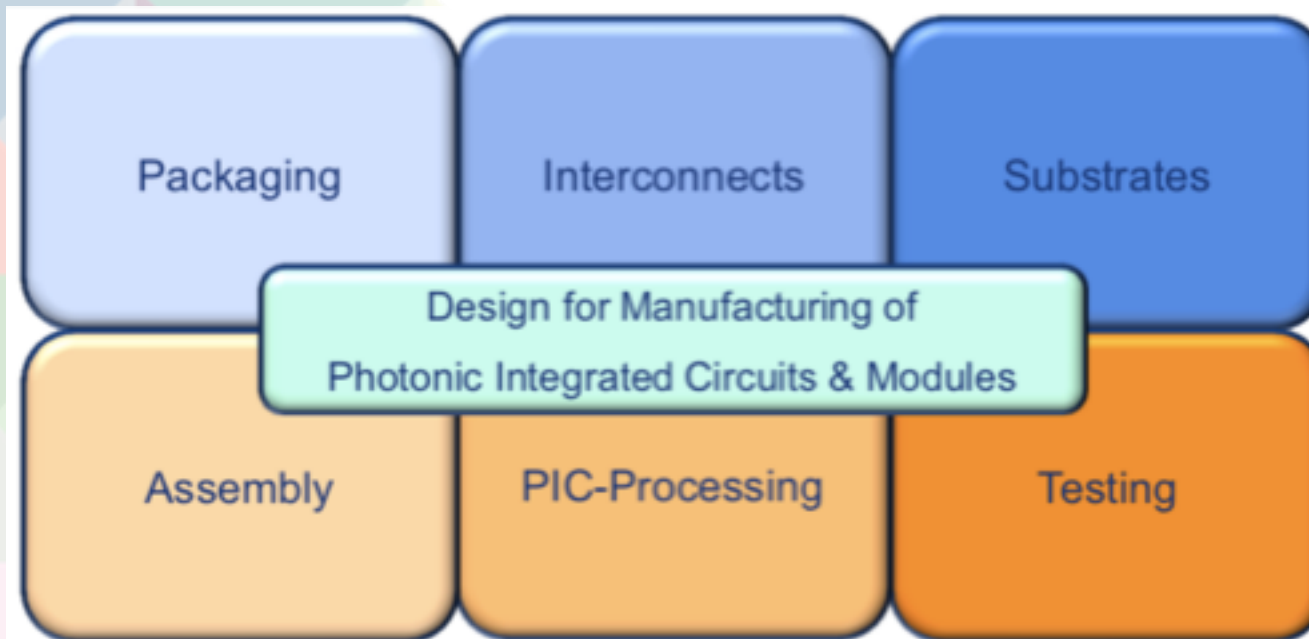 Packaging
Interconnects
Substrates
Design for Manufacturing of
Photonic Integrated Circuits & Modules
Assembly
PIC-Processing
Testing